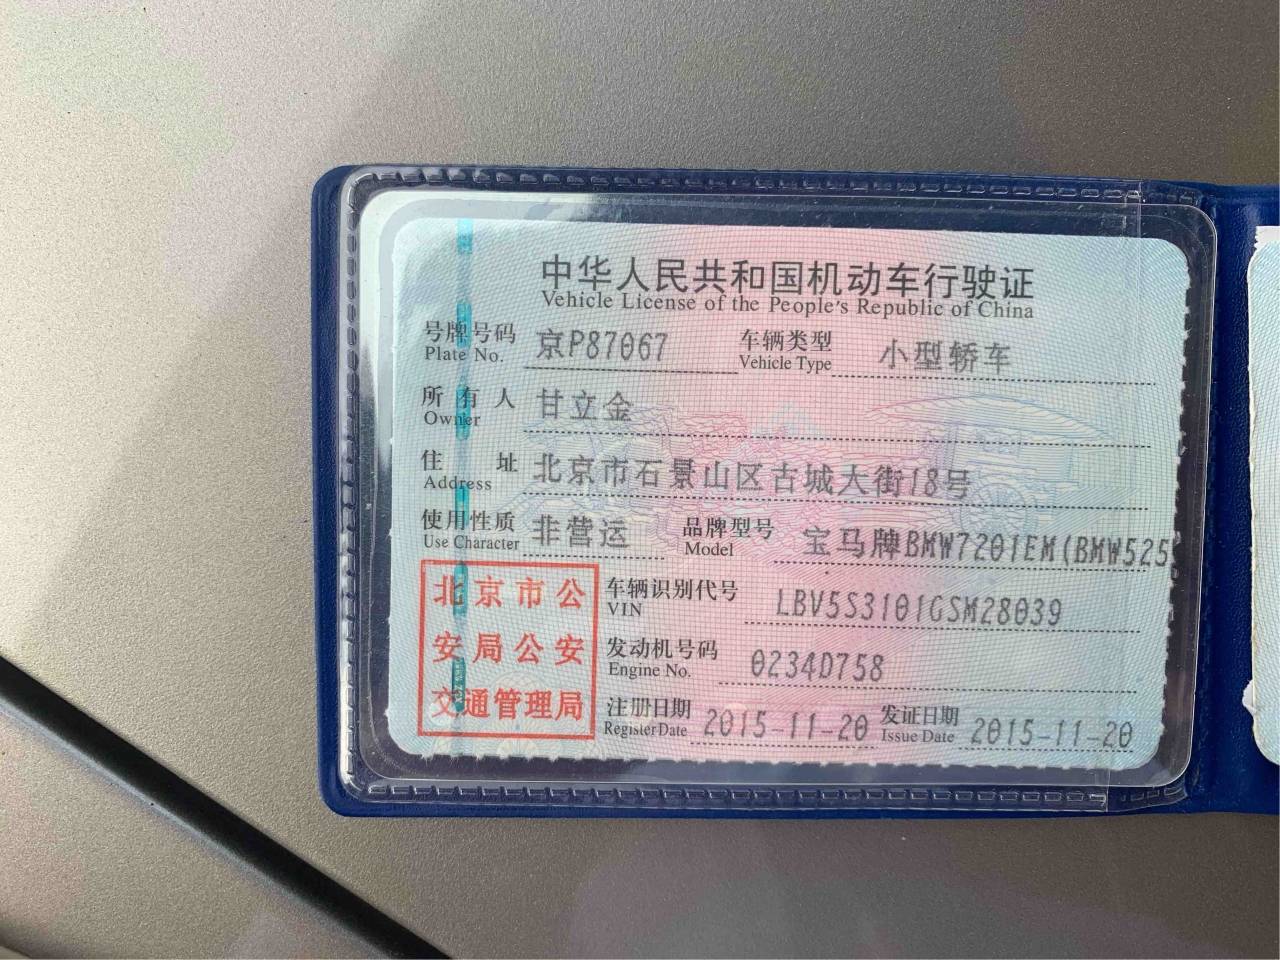 中华人民共和国机动车行驶证
Vehicle License of the People's Republic of China
号牌号码 京P87067 车辆类型 小型轿车
Plate No. Vehicle Type
所有人 甘立金
Owner
住址 北京市石景山区古城大街18号
Address
使用性质 非营运 品牌型号 宝马牌BMW7201EM(BMW525
Use Character Model
北京市公安局公安交通管理局
车辆识别代号 LBV5S3101GSM28039
VIN
发动机号码 0234D758
Engine No.
注册日期 2015-11-20 发证日期 2015-11-20
Register Date Issue Date